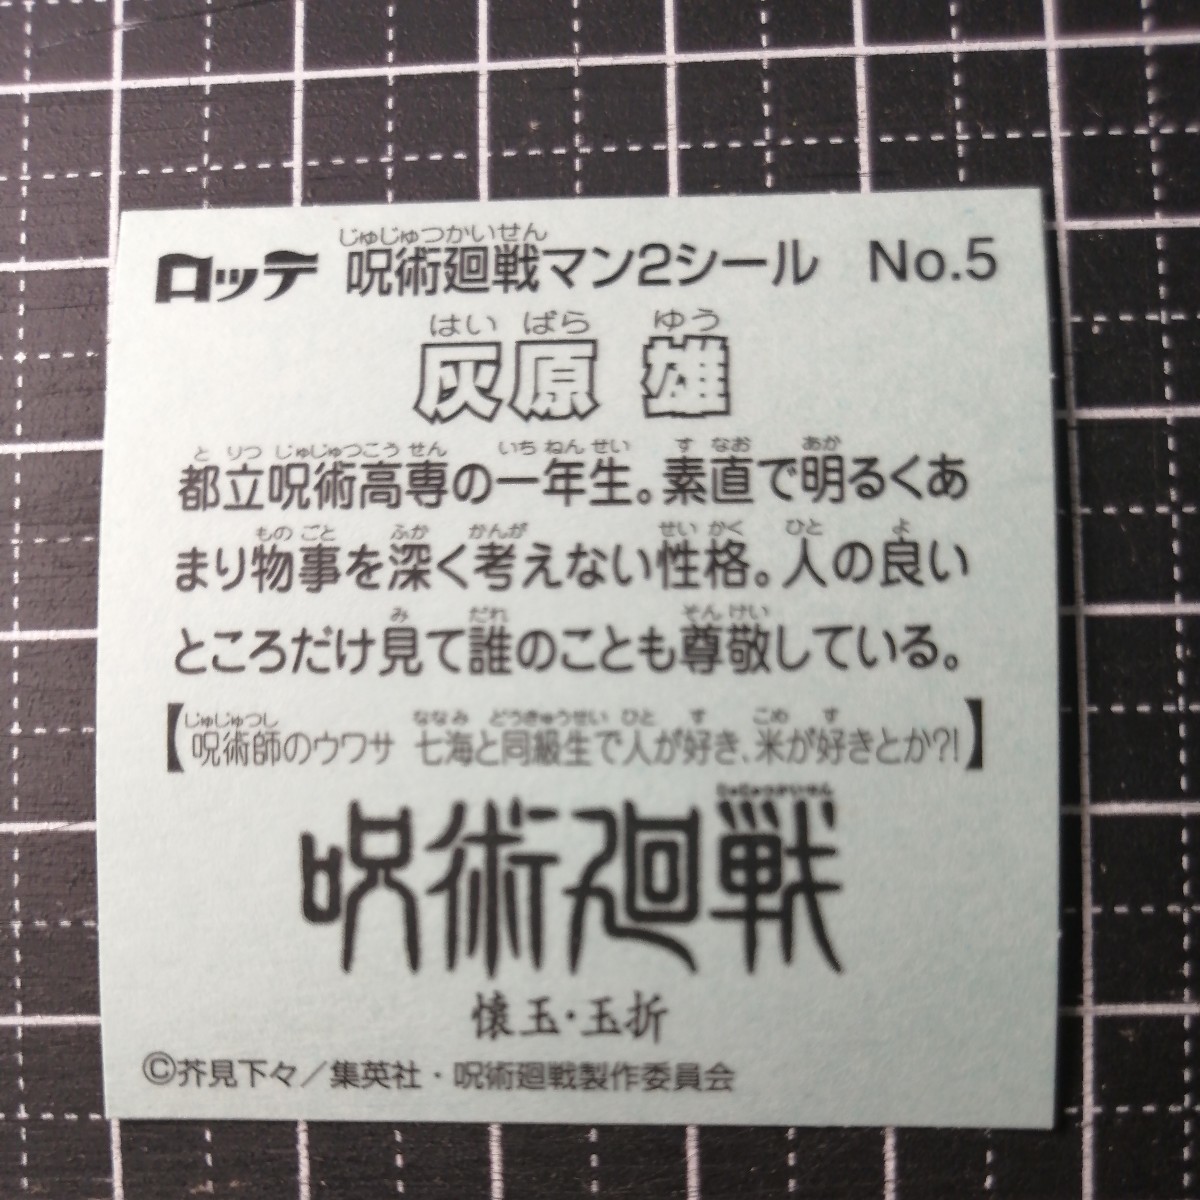 じゅじゅつかいせん
ロッテ 呪術廻戦マン2シール No.5
はい ばら ゆう
灰原 雄
と りつ じゅじゅつこう せん いち ねん せい す なお あか
都立呪術高専の一年生。素直で明るくあ
もの ごと ふか かんが せい かく ひと よ
まり物事を深く考えない性格。人の良い
み だれ そん けい
ところだけ見て誰のことも尊敬している。
じゅじゅつし ななみ どうきゅうせい ひと す こめ す
【呪術師のウワサ 七海と同級生で人が好き、米が好きとか?!】
じゅじゅつかいせん
呪術廻戦
懐玉・玉折
©芥見下々／集英社・呪術廻戦製作委員会